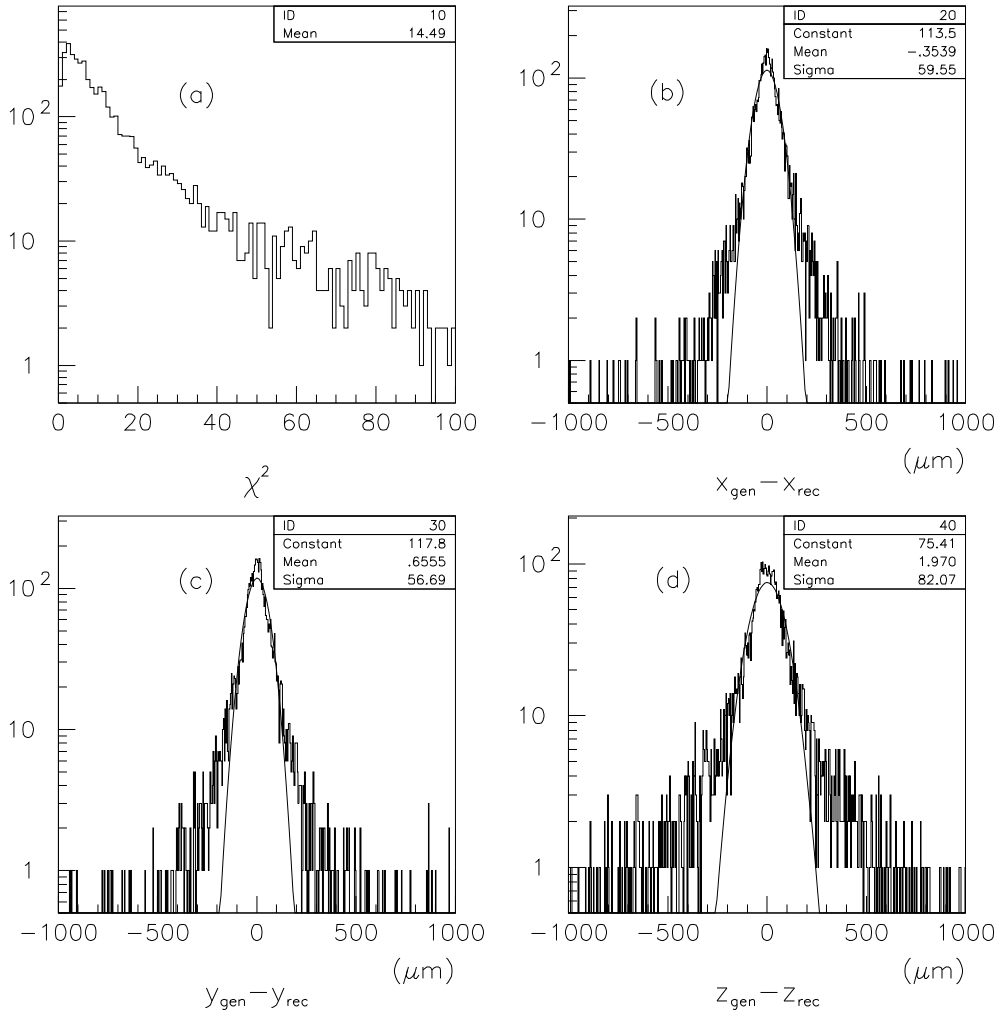 ID 10
Mean 14.49
(a)
10²
10
1
0 20 40 60 80 100
χ²
ID 20
Constant 113.5
Mean -.3539
Sigma 59.55
(b)
10²
10
1
-1000 -500 0 500 1000
(μm)
x_gen - x_rec
ID 30
Constant 117.8
Mean .6555
Sigma 56.69
(c)
10²
10
1
-1000 -500 0 500 1000
(μm)
y_gen - y_rec
ID 40
Constant 75.41
Mean 1.970
Sigma 82.07
(d)
10²
10
1
-1000 -500 0 500 1000
(μm)
z_gen - z_rec